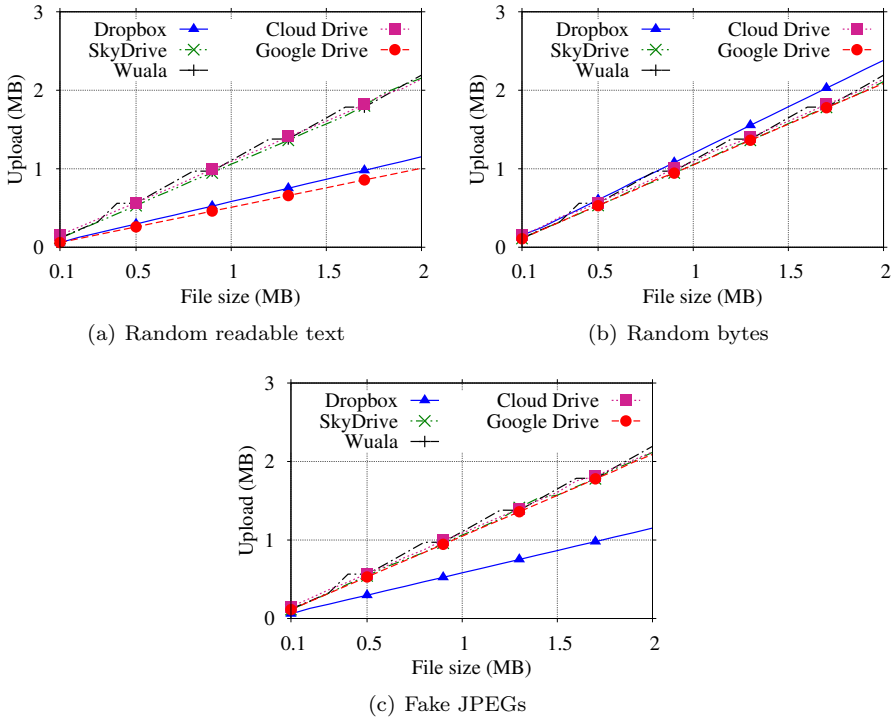 3
Dropbox
SkyDrive
Wuala
Cloud Drive
Google Drive
2
1
0
Upload (MB)
0.1 0.5 1 1.5 2
File size (MB)
(a) Random readable text
3
Dropbox
SkyDrive
Wuala
Cloud Drive
Google Drive
2
1
0
Upload (MB)
0.1 0.5 1 1.5 2
File size (MB)
(b) Random bytes
3
Dropbox
SkyDrive
Wuala
Cloud Drive
Google Drive
2
1
0
Upload (MB)
0.1 0.5 1 1.5 2
File size (MB)
(c) Fake JPEGs